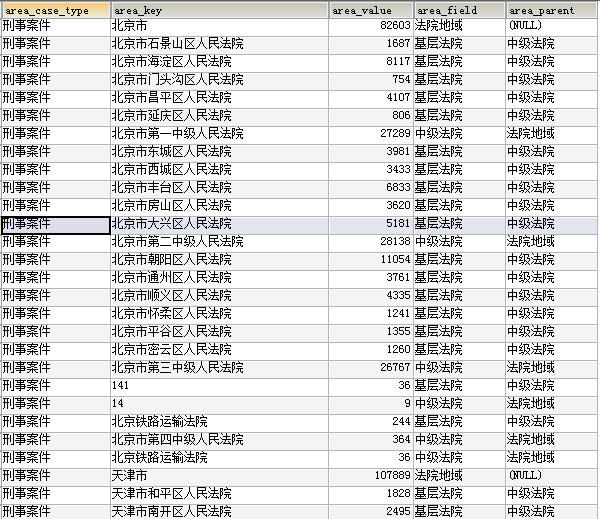 area_case_type area_key area_value area_field area_parent
刑事案件 北京市 82603 法院地域 (NULL)
刑事案件 北京市石景山区人民法院 1687 基层法院 中级法院
刑事案件 北京市海淀区人民法院 8117 基层法院 中级法院
刑事案件 北京市门头沟区人民法院 754 基层法院 中级法院
刑事案件 北京市昌平区人民法院 4107 基层法院 中级法院
刑事案件 北京市延庆区人民法院 806 基层法院 中级法院
刑事案件 北京市第一中级人民法院 27289 中级法院 法院地域
刑事案件 北京市东城区人民法院 3981 基层法院 中级法院
刑事案件 北京市西城区人民法院 3433 基层法院 中级法院
刑事案件 北京市丰台区人民法院 6833 基层法院 中级法院
刑事案件 北京市房山区人民法院 3620 基层法院 中级法院
刑事案件 北京市大兴区人民法院 5181 基层法院 中级法院
刑事案件 北京市第二中级人民法院 28138 中级法院 法院地域
刑事案件 北京市朝阳区人民法院 11054 基层法院 中级法院
刑事案件 北京市通州区人民法院 3761 基层法院 中级法院
刑事案件 北京市顺义区人民法院 4335 基层法院 中级法院
刑事案件 北京市怀柔区人民法院 1241 基层法院 中级法院
刑事案件 北京市平谷区人民法院 1355 基层法院 中级法院
刑事案件 北京市密云区人民法院 1260 基层法院 中级法院
刑事案件 北京市第三中级人民法院 26767 中级法院 法院地域
刑事案件 141 36 基层法院 中级法院
刑事案件 14 9 中级法院 法院地域
刑事案件 北京铁路运输法院 244 基层法院 中级法院
刑事案件 北京市第四中级人民法院 364 中级法院 法院地域
刑事案件 北京铁路运输法院 36 中级法院 法院地域
刑事案件 天津市 107889 法院地域 (NULL)
刑事案件 天津市和平区人民法院 1828 基层法院 中级法院
刑事案件 天津市南开区人民法院 2495 基层法院 中级法院